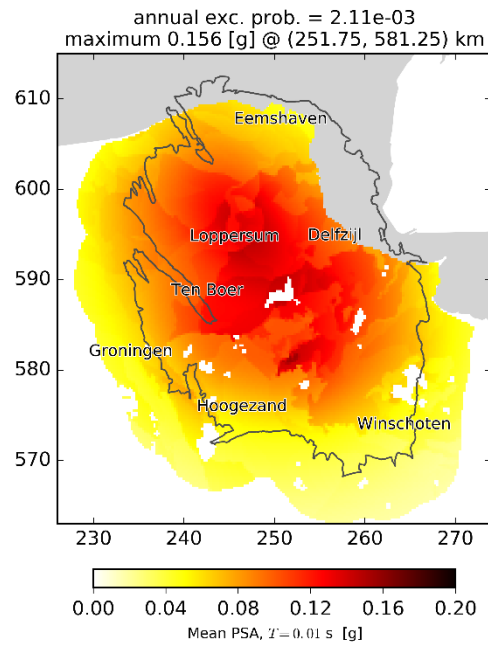 annual exc. prob. = 2.11e-03
maximum 0.156 [g] @ (251.75, 581.25) km
610
Eemshaven
600
Loppersum Delfzijl
590
Ten Boer
Groningen
580
Hoogezand
Winschoten
570
230 240 250 260 270
0.00 0.04 0.08 0.12 0.16 0.20
Mean PSA, T = 0.01 s [g]